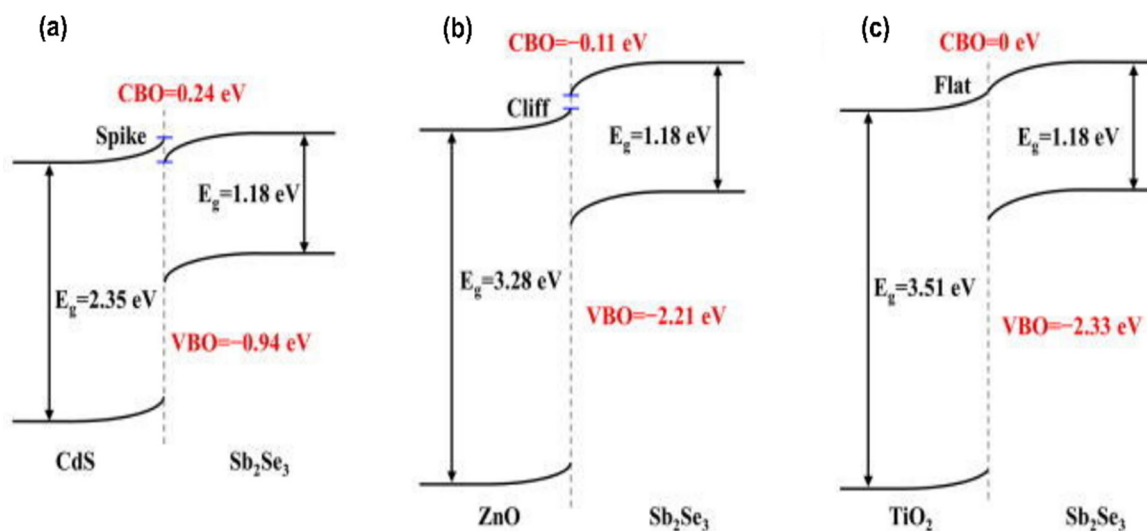 (a)
CBO=0.24 eV
Spike
E_g=1.18 eV
E_g=2.35 eV
VBO=−0.94 eV
CdS
Sb₂Se₃
(b)
CBO=−0.11 eV
Cliff
E_g=1.18 eV
E_g=3.28 eV
VBO=−2.21 eV
ZnO
Sb₂Se₃
(c)
CBO=0 eV
Flat
E_g=1.18 eV
E_g=3.51 eV
VBO=−2.33 eV
TiO₂
Sb₂Se₃